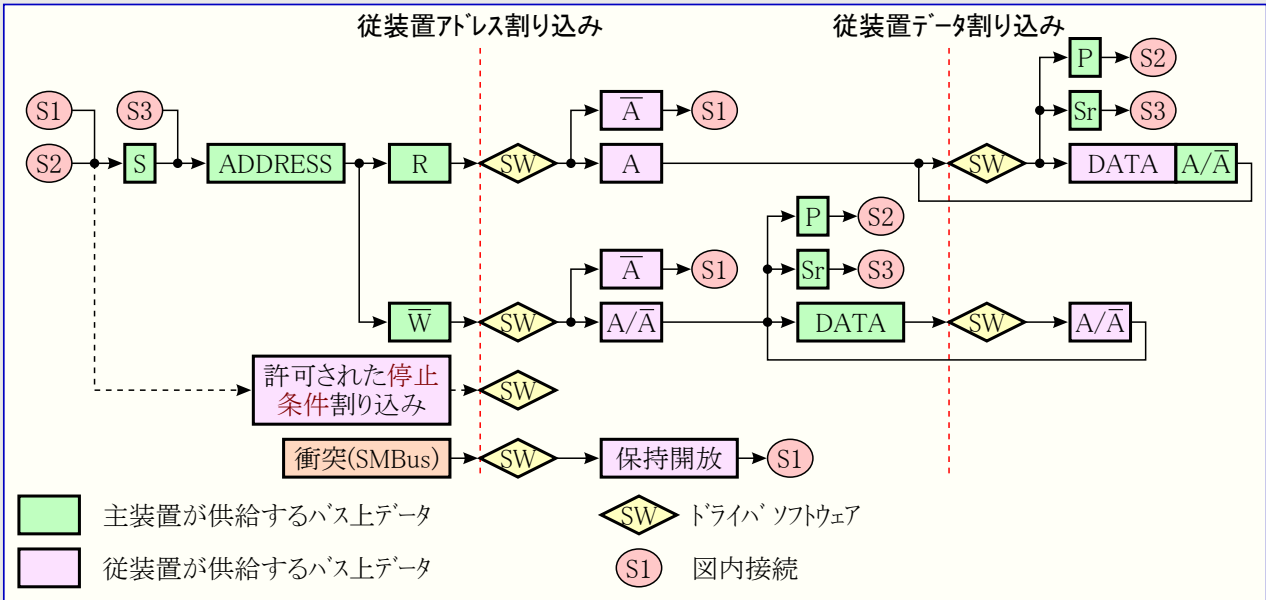 従装置アドレス割り込み
従装置データ割り込み
P
S2
S1
S3
A̅
S1
Sr
S3
S2
S
ADDRESS
R
SW
A
SW
DATA
A/A̅
P
S2
A̅
S1
Sr
S3
W̅
SW
A/A̅
DATA
SW
A/A̅
許可された停止
条件割り込み
SW
衝突(SMBus)
SW
保持開放
S1
主装置が供給するバス上データ
SW
ドライバ ソフトウェア
従装置が供給するバス上データ
S1
図内接続